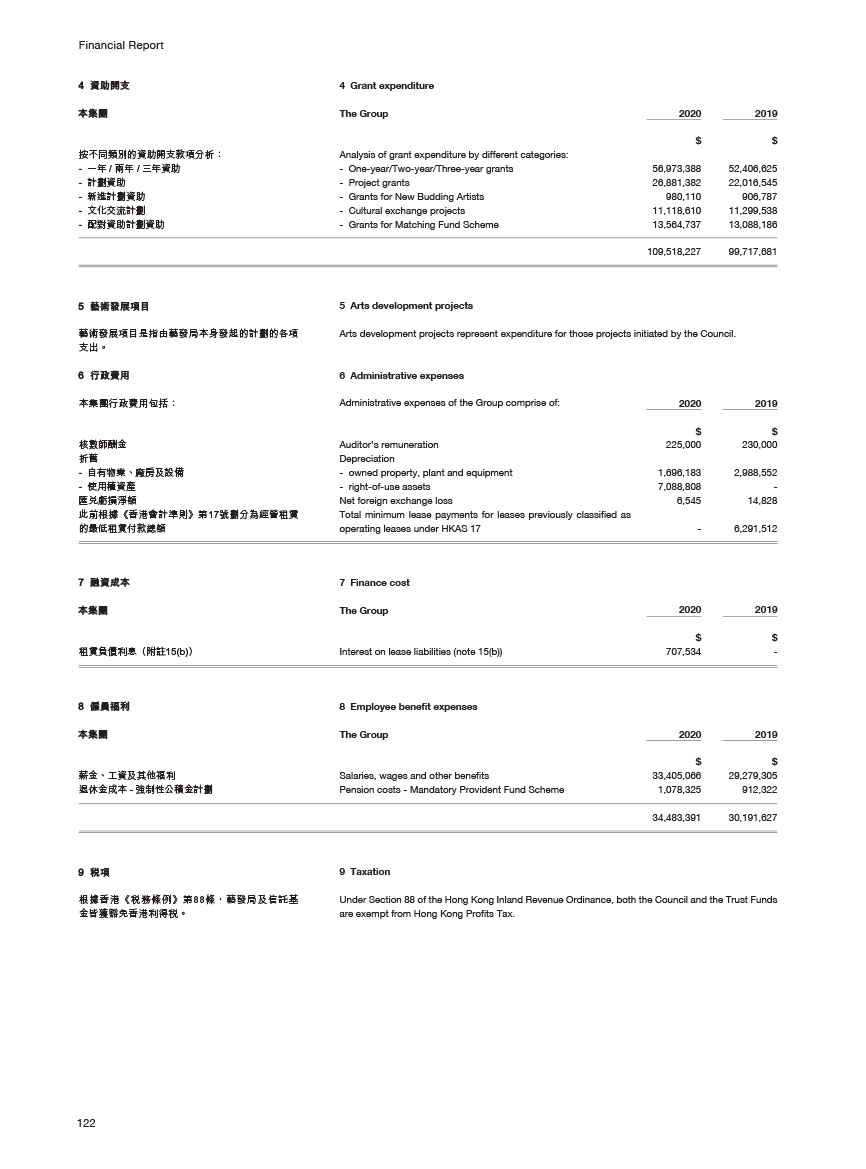 Financial Report
4 資助開支 4 Grant expenditure
本集團 The Group 2020 2019
$ $
按不同類別的資助開支款項分析： Analysis of grant expenditure by different categories:
- 一年 / 兩年 / 三年資助 - One-year/Two-year/Three-year grants 56,973,388 52,406,625
- 計劃資助 - Project grants 26,881,382 22,016,545
- 新進計劃資助 - Grants for New Budding Artists 980,110 906,787
- 文化交流計劃 - Cultural exchange projects 11,118,610 11,299,538
- 配對資助計劃資助 - Grants for Matching Fund Scheme 13,564,737 13,088,186
109,518,227 99,717,681
5 藝術發展項目 5 Arts development projects
藝術發展項目是指由藝發局本身發起的計劃的各項 Arts development projects represent expenditure for those projects initiated by the Council.
支出。
6 行政費用 6 Administrative expenses
本集團行政費用包括： Administrative expenses of the Group comprise of: 2020 2019
$ $
核數師酬金 Auditor's remuneration 225,000 230,000
折舊 Depreciation
- 自有物業、廠房及設備 - owned property, plant and equipment 1,696,183 2,988,552
- 使用權資產 - right-of-use assets 7,088,808 -
匯兌虧損淨額 Net foreign exchange loss 6,545 14,828
此前根據《香港會計準則》第17號劃分為經營租賃 Total minimum lease payments for leases previously classified as
的最低租賃付款總額 operating leases under HKAS 17 - 6,291,512
7 融資成本 7 Finance cost
本集團 The Group 2020 2019
$ $
租賃負債利息（附註15(b)） Interest on lease liabilities (note 15(b)) 707,534 -
8 僱員福利 8 Employee benefit expenses
本集團 The Group 2020 2019
$ $
薪金、工資及其他福利 Salaries, wages and other benefits 33,405,066 29,279,305
退休金成本 - 強制性公積金計劃 Pension costs - Mandatory Provident Fund Scheme 1,078,325 912,322
34,483,391 30,191,627
9 税項 9 Taxation
根據香港《税務條例》第88條，藝發局及信託基 Under Section 88 of the Hong Kong Inland Revenue Ordinance, both the Council and the Trust Funds
金皆獲豁免香港利得税。 are exempt from Hong Kong Profits Tax.
122